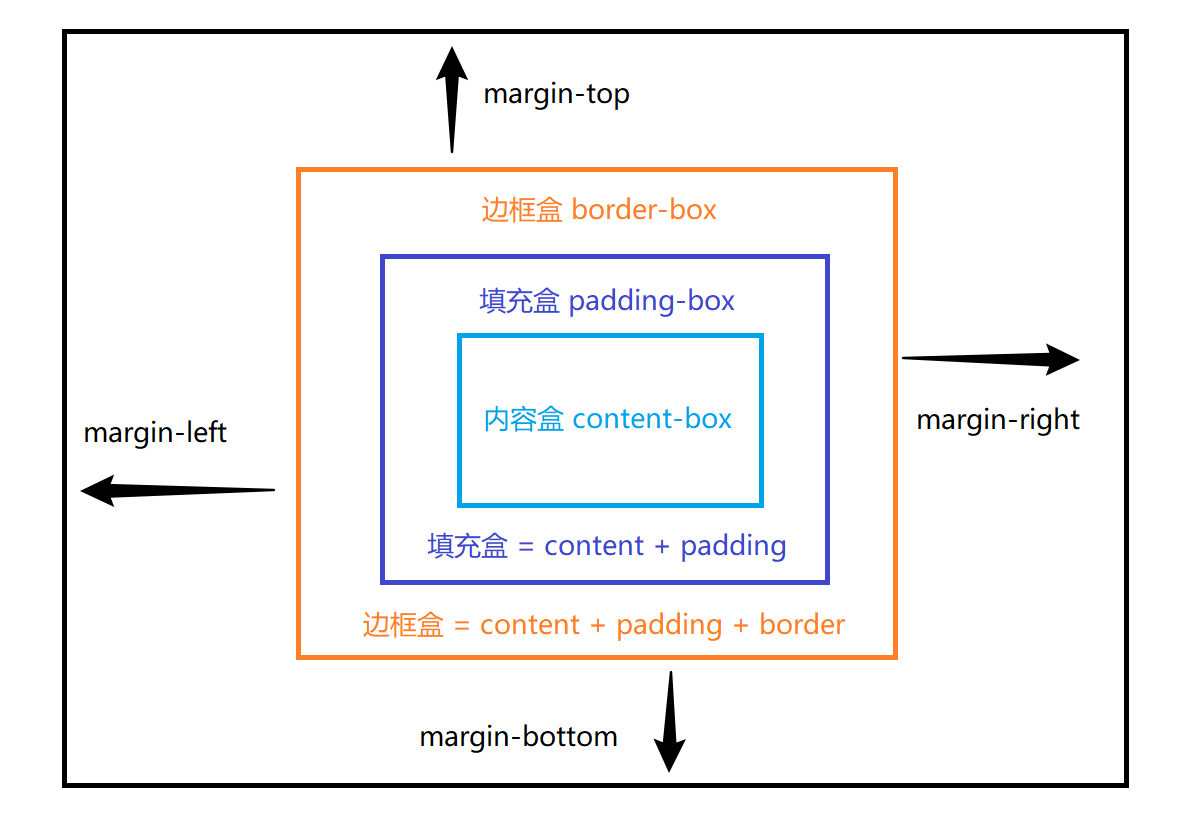 margin-top
边框盒 border-box
填充盒 padding-box
内容盒 content-box
margin-left
margin-right
填充盒 = content + padding
边框盒 = content + padding + border
margin-bottom